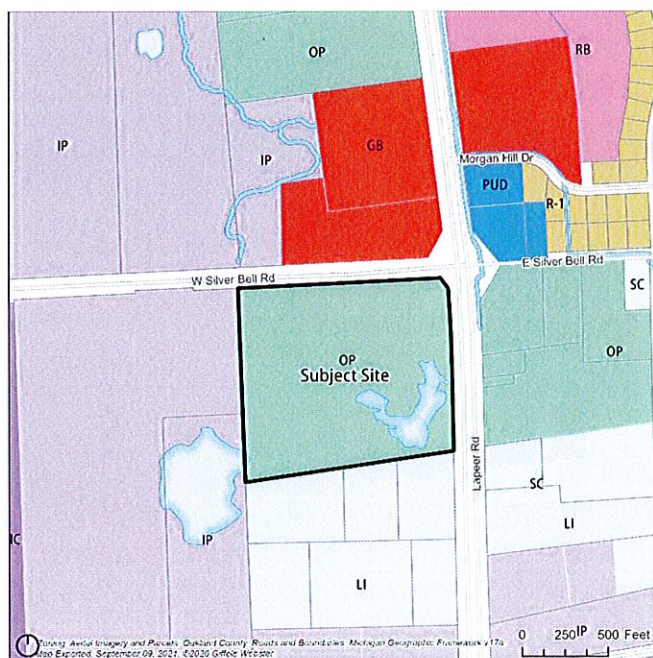 OP
RB
IP
IP
GB
Morgan Hill Dr
PUD
R-1
W Silver Bell Rd
E Silver Bell Rd
SC
OP
Subject Site
OP
Lapeer Rd
SC
LI
IC
IP
LI
IP
0 250 500 Feet
Zoning, Aerial Imagery and Parcels: Oakland County. Roads and Boundaries: Michigan Geographic Framework v17a
Map Exported: September 09, 2021. ©2020 Giffels Webster